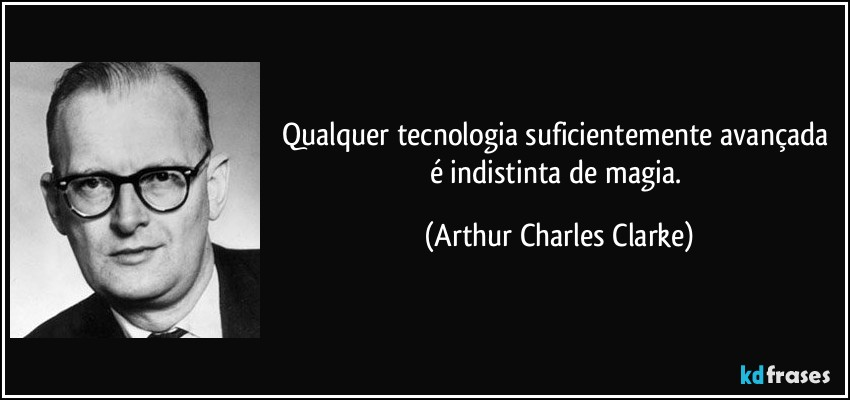 Qualquer tecnologia suficientemente avançada
é indistinta de magia.
(Arthur Charles Clarke)
kdfrases